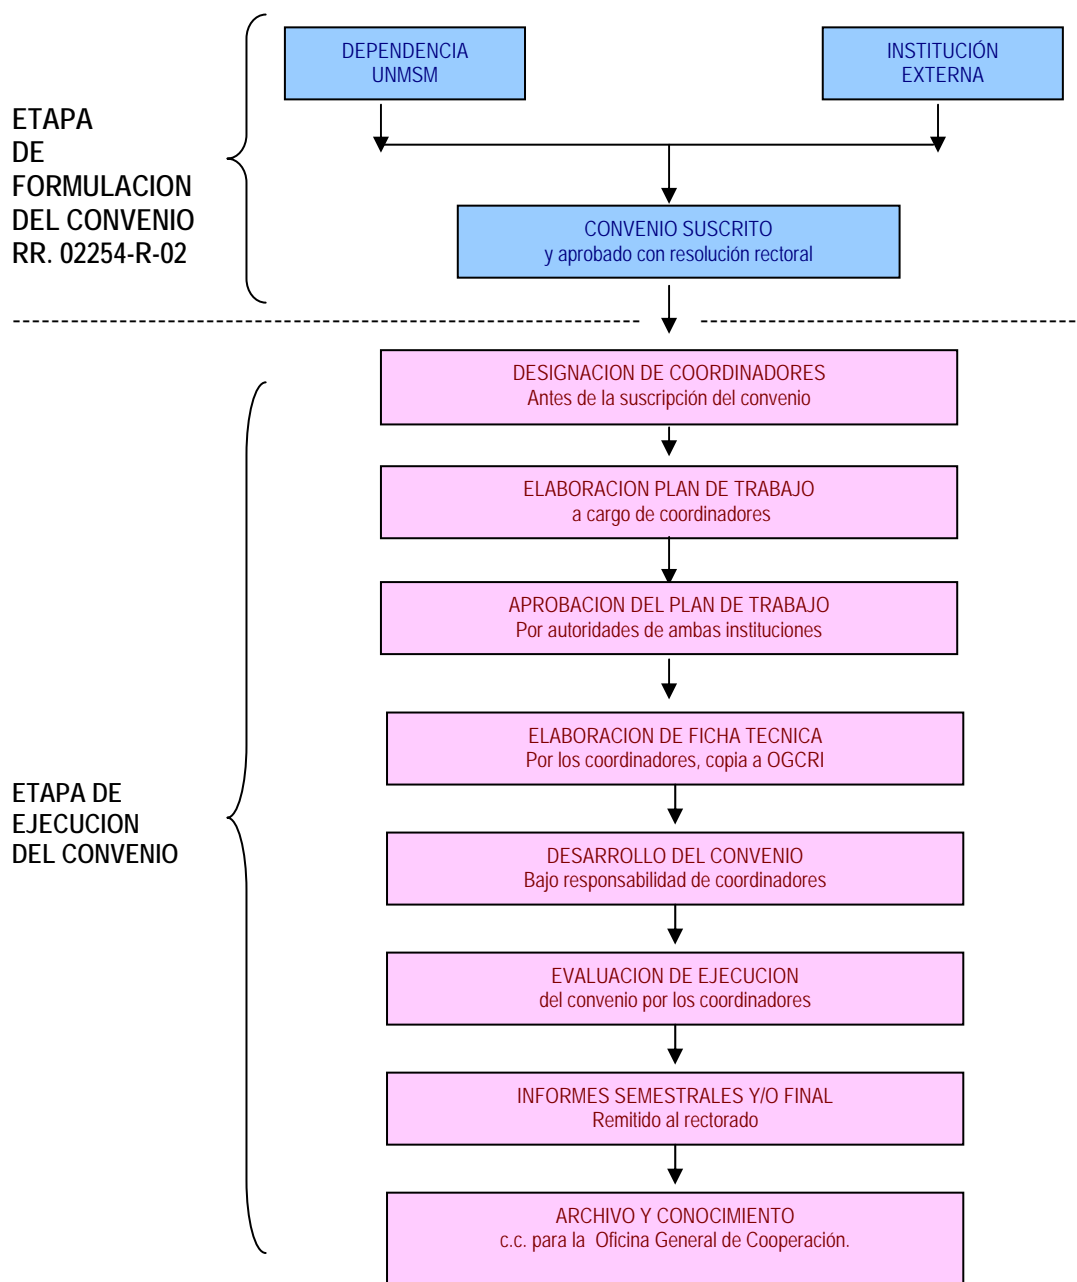 DEPENDENCIA
UNMSM
INSTITUCIÓN
EXTERNA
ETAPA
DE
FORMULACION
DEL CONVENIO
RR. 02254-R-02
CONVENIO SUSCRITO
y aprobado con resolución rectoral
DESIGNACION DE COORDINADORES
Antes de la suscripción del convenio
ELABORACION PLAN DE TRABAJO
a cargo de coordinadores
APROBACION DEL PLAN DE TRABAJO
Por autoridades de ambas instituciones
ELABORACION DE FICHA TECNICA
Por los coordinadores, copia a OGCRI
ETAPA DE
EJECUCION
DEL CONVENIO
DESARROLLO DEL CONVENIO
Bajo responsabilidad de coordinadores
EVALUACION DE EJECUCION
del convenio por los coordinadores
INFORMES SEMESTRALES Y/O FINAL
Remitido al rectorado
ARCHIVO Y CONOCIMIENTO
c.c. para la Oficina General de Cooperación.